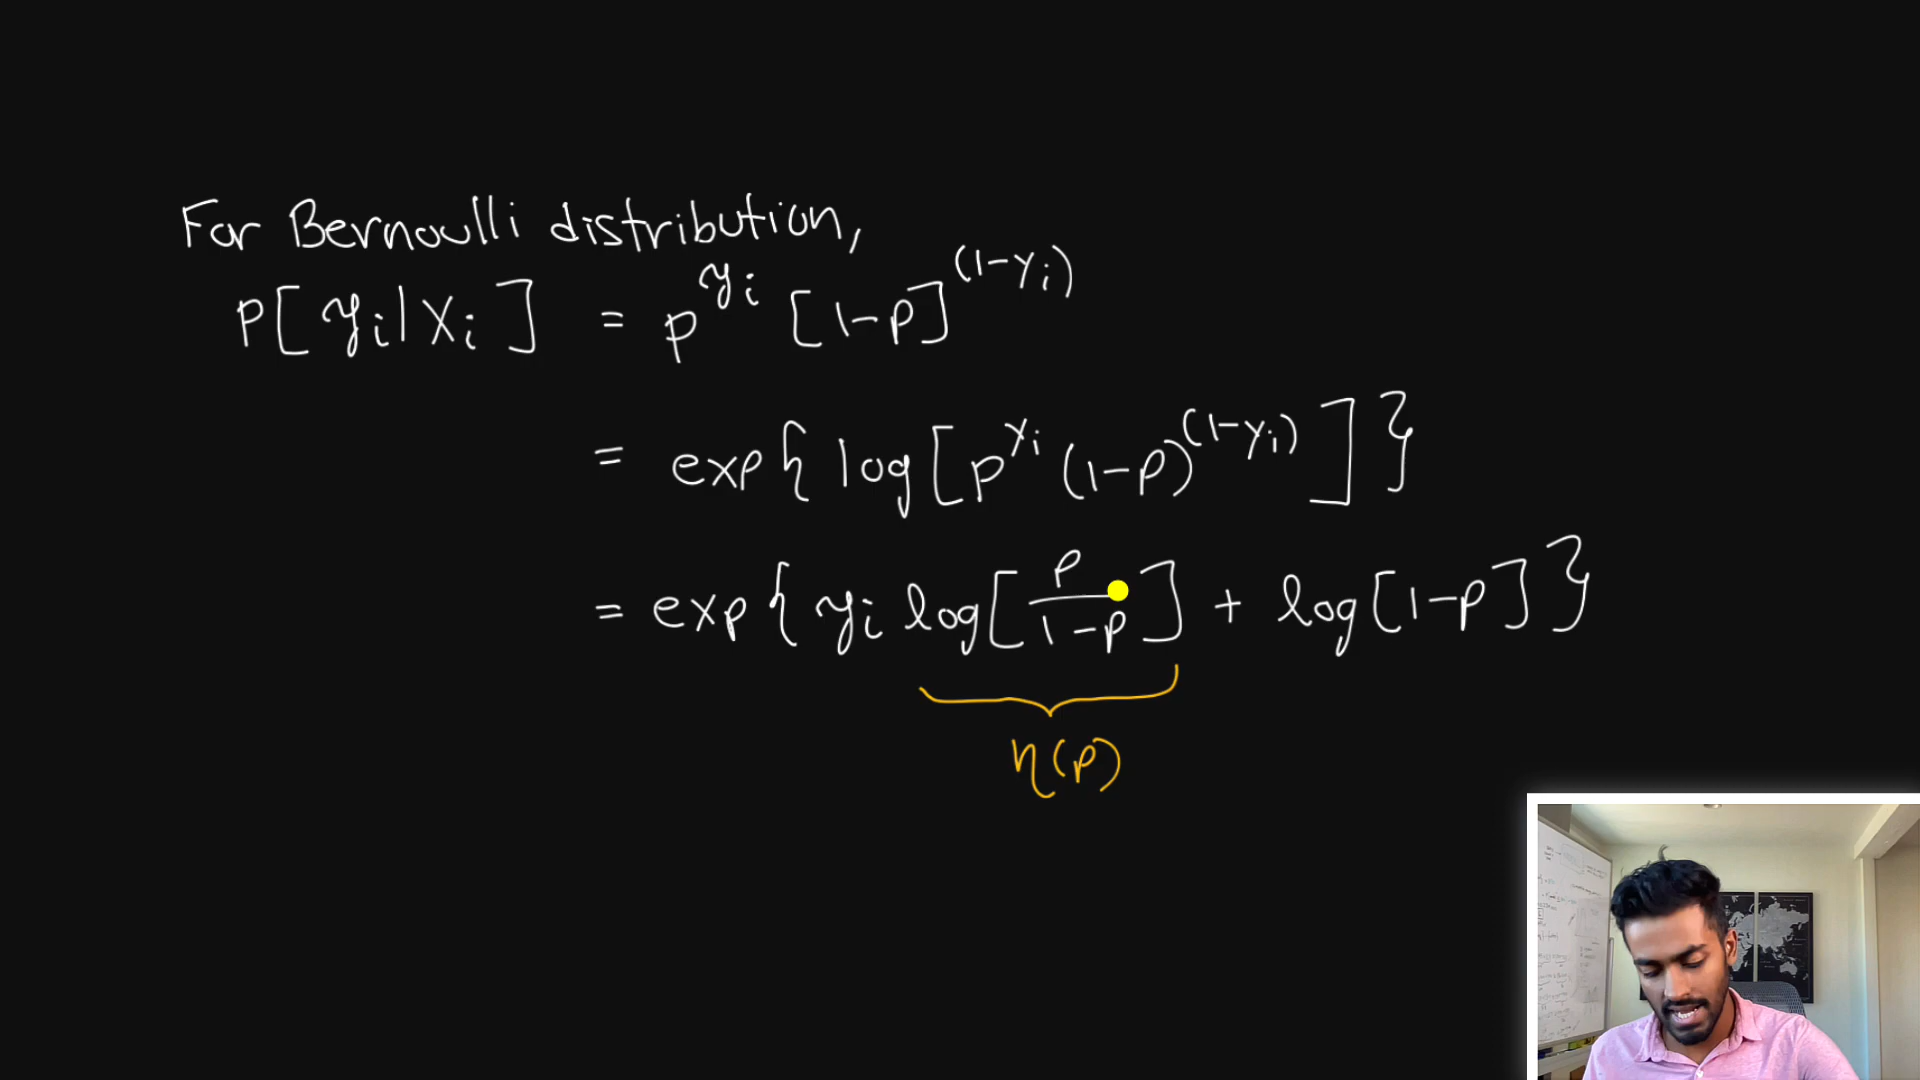 For Bernoulli distribution,
P[yᵢ|xᵢ] = p^yᵢ [1-p]^(1-yᵢ)
= exp{ log[p^yᵢ (1-p)^(1-yᵢ)] }
= exp{ yᵢ log[p/(1-p)] + log[1-p] }
η(p)